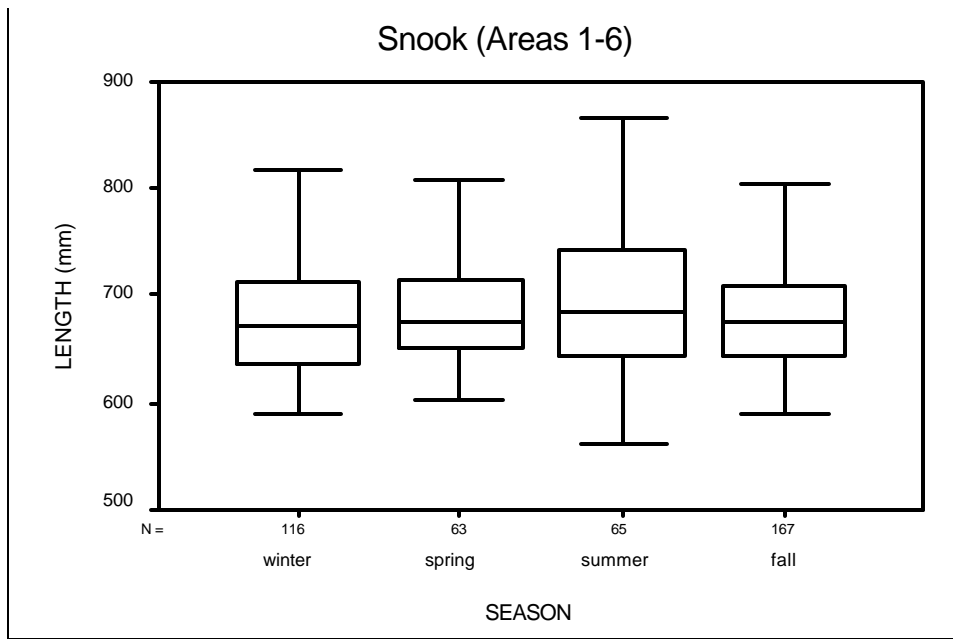 Snook (Areas 1-6)
LENGTH (mm)
900
800
700
600
500
N = 116 63 65 167
winter spring summer fall
SEASON